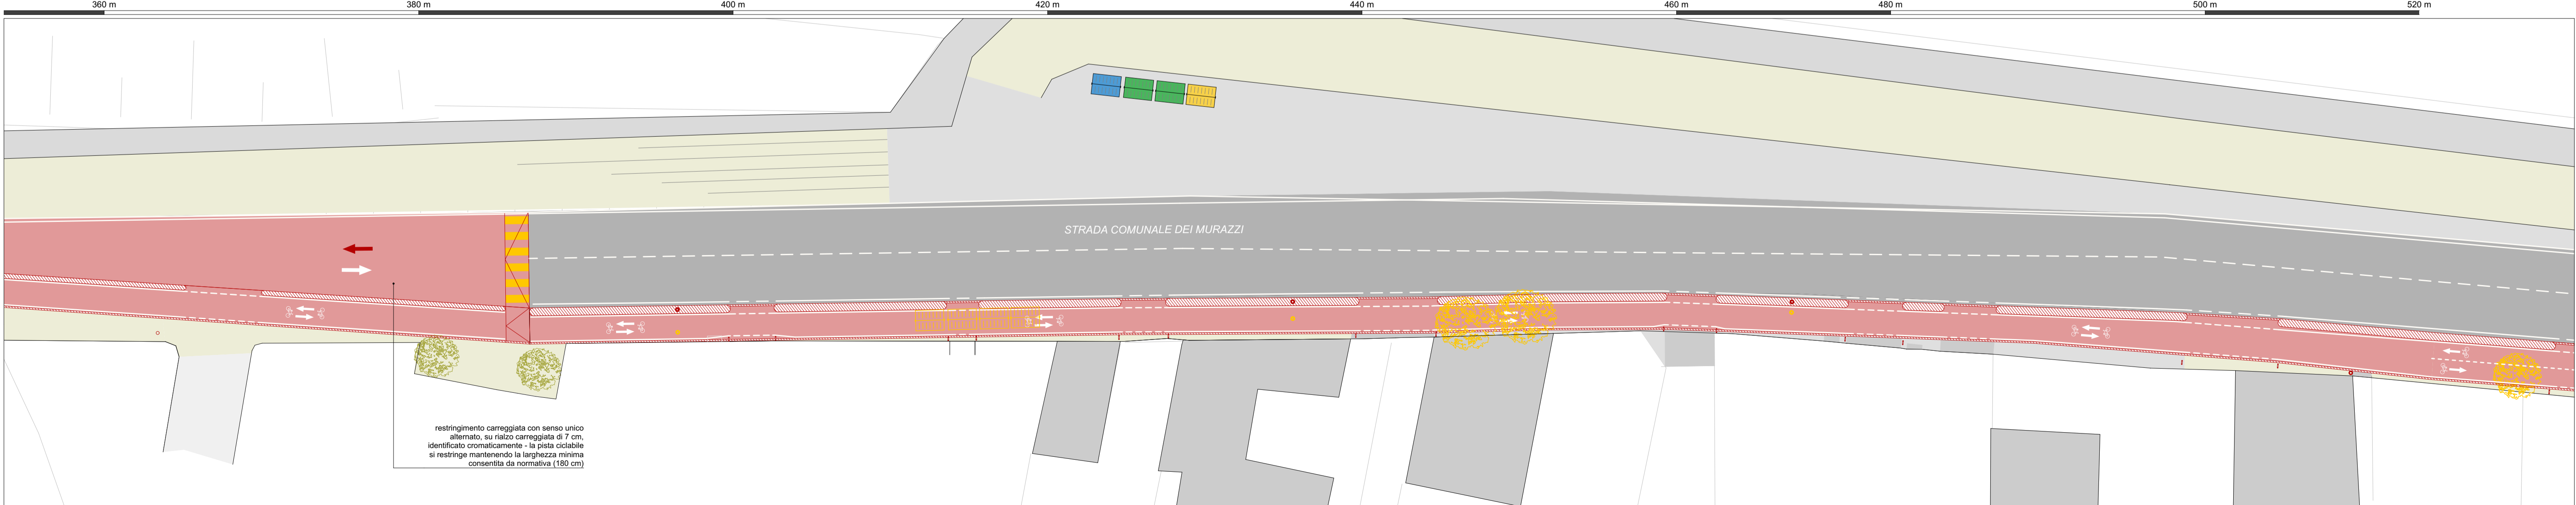 360 m
380 m
400 m
420 m
440 m
460 m
480 m
500 m
520 m
STRADA COMUNALE DEI MURAZZI
restringimento carreggiata con senso unico
alternato, su rialzo carreggiata di 7 cm,
identificato cromaticamente - la pista ciclabile
si restringe mantenendo la larghezza minima
consentita da normativa (180 cm)